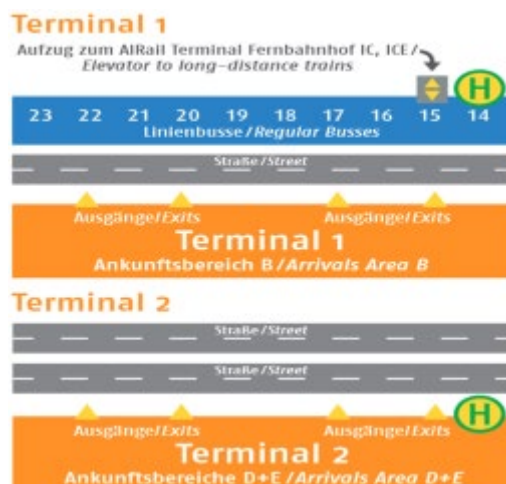 Terminal 1
Aufzug zum AIRail Terminal Fernbahnhof IC, ICE/
Elevator to long-distance trains
H
23 22 21 20 19 18 17 16 15 14
Linienbusse/Regular Busses
Straße/Street
Ausgänge/Exits Ausgänge/Exits
Terminal 1
Ankunftsbereich B/Arrivals Area B
Terminal 2
Straße/Street
Straße/Street
H
Ausgänge/Exits Ausgänge/Exits
Terminal 2
Ankunftsbereiche D+E/Arrivals Area D+E